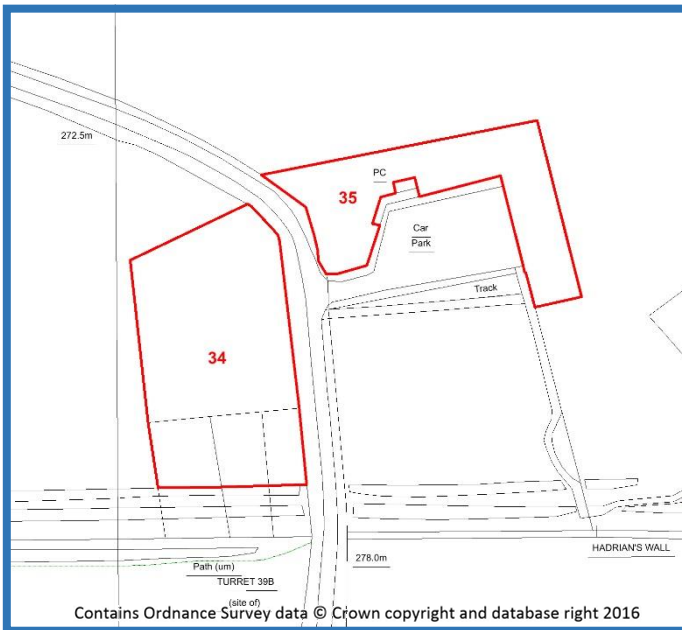 272.5m
PC
35
Car
Park
Track
34
HADRIAN'S WALL
278.0m
Path (um)
TURRET 39B
(site of)
Contains Ordnance Survey data © Crown copyright and database right 2016